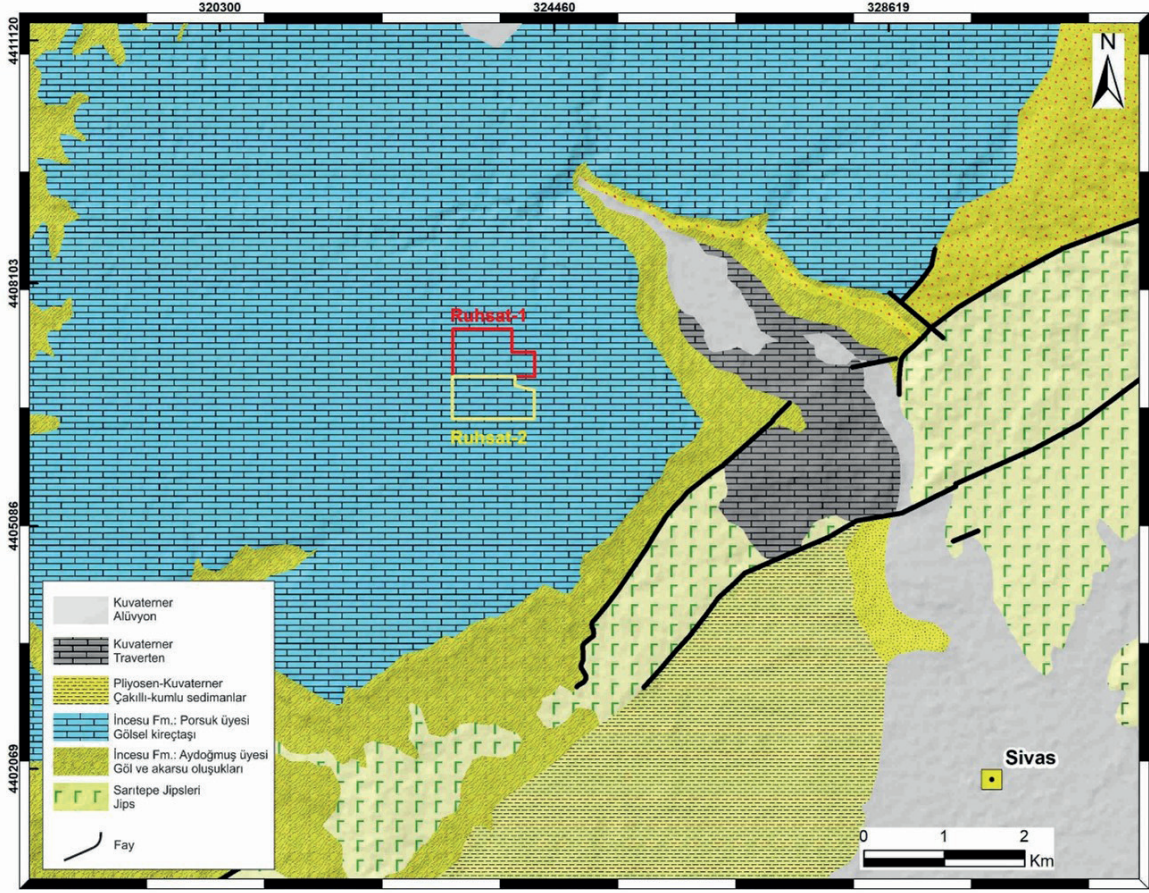 320300
324460
328619
4411120
4408103
4405086
4402069
N
Ruhsat-1
Ruhsat-2
Sivas
Kuvaterner
Alüvyon
Kuvaterner
Traverten
Pliyosen-Kuvaterner
Çakıllı-kumlu sedimanlar
İncesu Fm.: Porsuk üyesi
Gölsel kireçtaşı
İncesu Fm.: Aydoğmuş üyesi
Göl ve akarsu oluşukları
Sarıtepe Jipsleri
Jips
Fay
0 1 2
Km